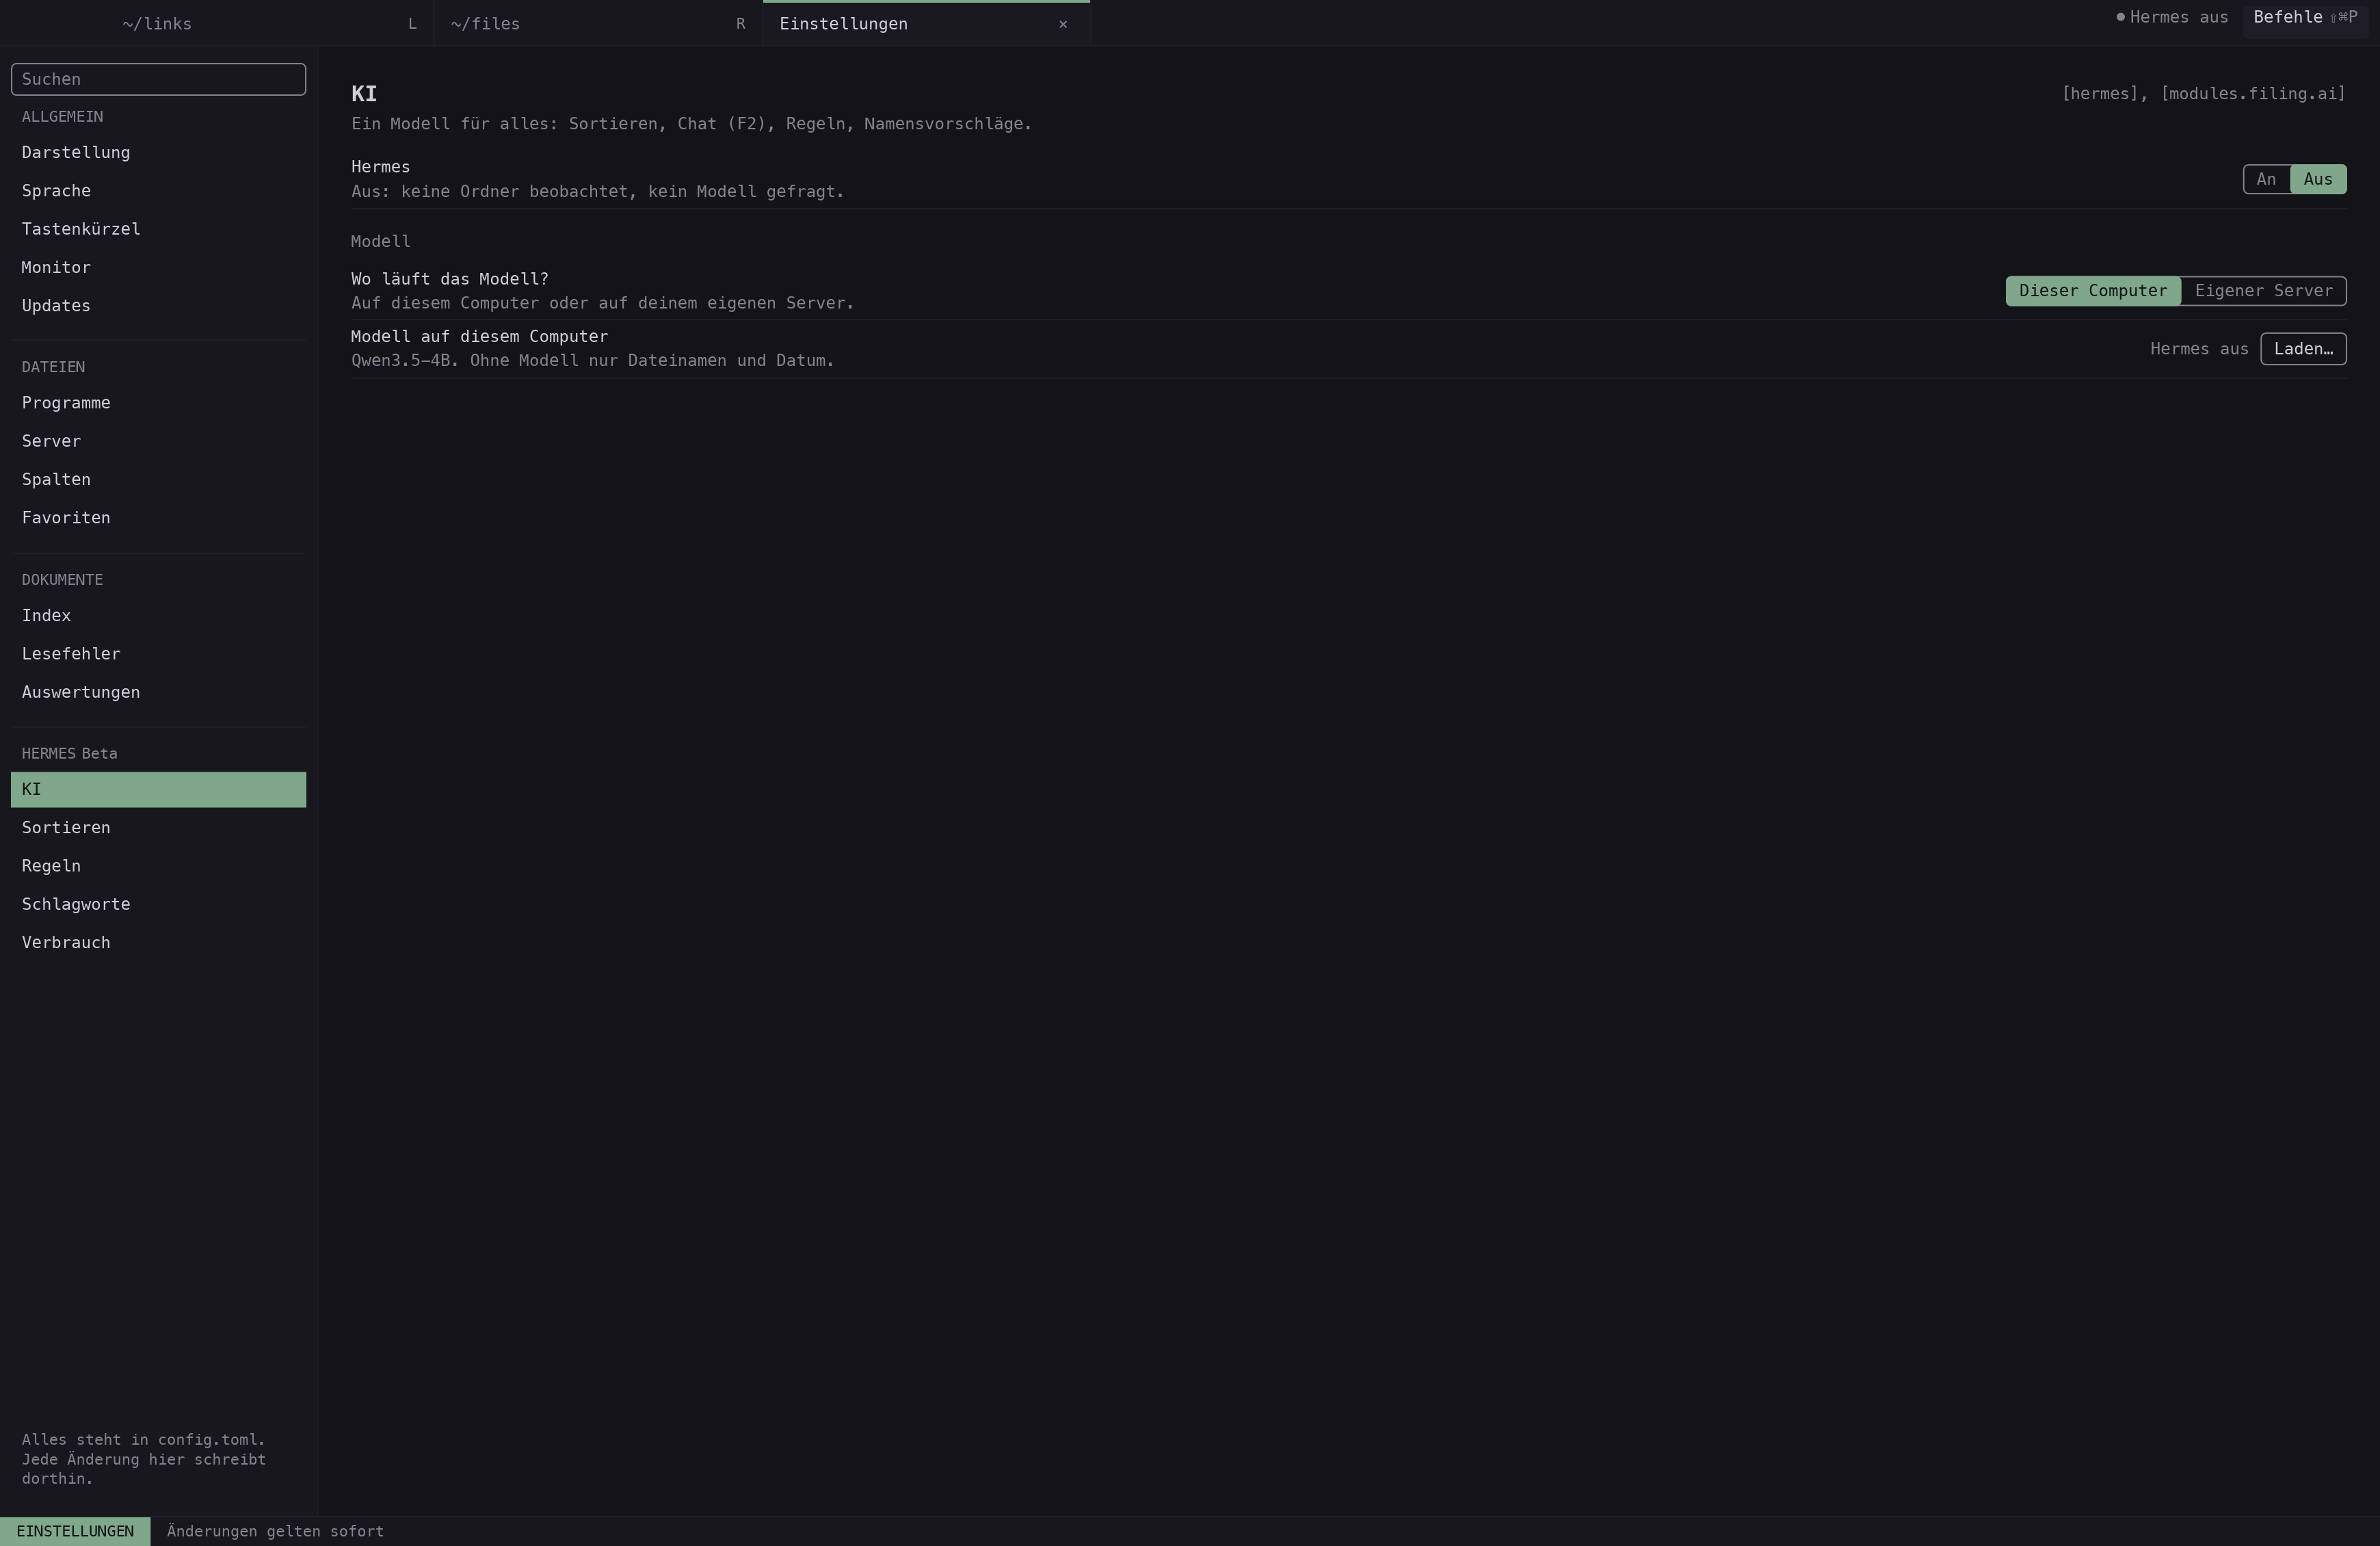 ~/links L ~/files R Einstellungen × ● Hermes aus Befehle ⇧⌘P
Suchen
ALLGEMEIN
Darstellung
Sprache
Tastenkürzel
Monitor
Updates
DATEIEN
Programme
Server
Spalten
Favoriten
DOKUMENTE
Index
Lesefehler
Auswertungen
HERMES Beta
KI
Sortieren
Regeln
Schlagworte
Verbrauch
Alles steht in config.toml.
Jede Änderung hier schreibt
dorthin.
KI [hermes], [modules.filing.ai]
Ein Modell für alles: Sortieren, Chat (F2), Regeln, Namensvorschläge.
Hermes
Aus: keine Ordner beobachtet, kein Modell gefragt.
An Aus
Modell
Wo läuft das Modell?
Auf diesem Computer oder auf deinem eigenen Server.
Dieser Computer Eigener Server
Modell auf diesem Computer
Qwen3.5–4B. Ohne Modell nur Dateinamen und Datum.
Hermes aus Laden…
EINSTELLUNGEN Änderungen gelten sofort